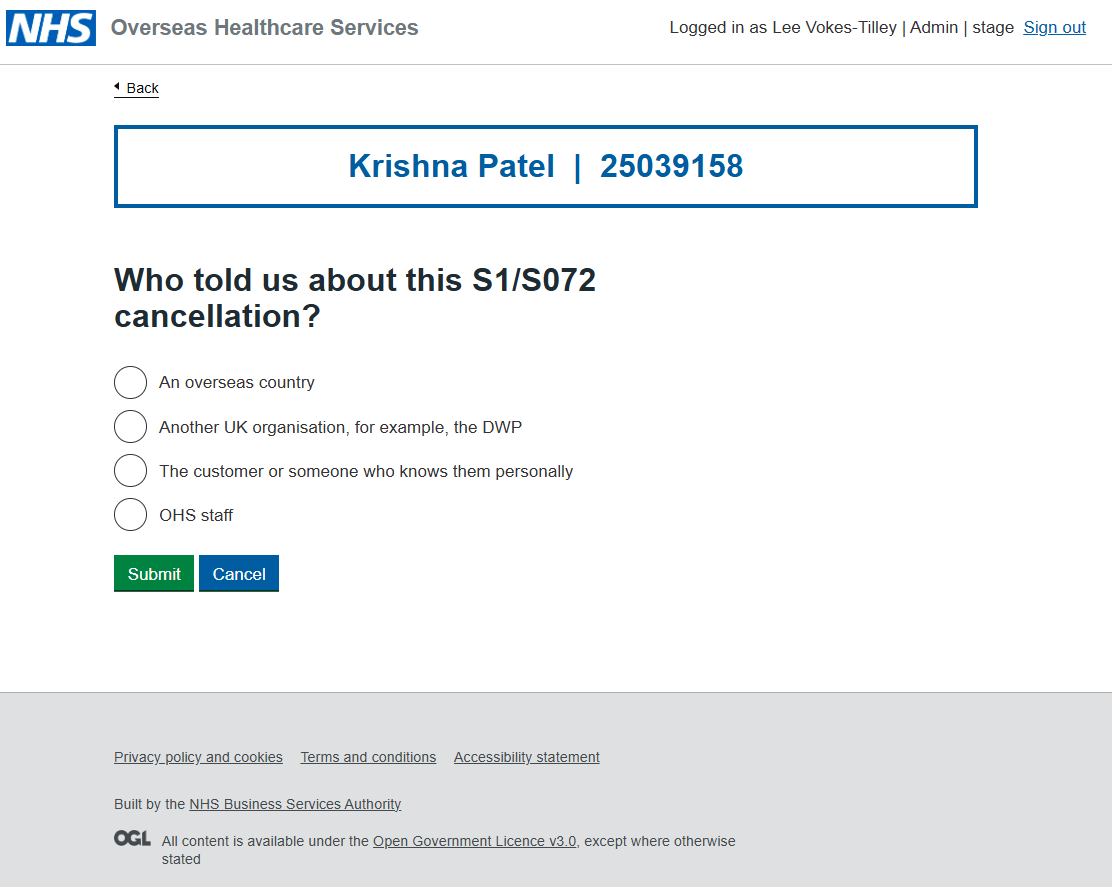 NHS Overseas Healthcare Services
Logged in as Lee Vokes-Tilley | Admin | stage Sign out
Back
Krishna Patel | 25039158
Who told us about this S1/S072
cancellation?
An overseas country
Another UK organisation, for example, the DWP
The customer or someone who knows them personally
OHS staff
Submit Cancel
Privacy policy and cookies Terms and conditions Accessibility statement
Built by the NHS Business Services Authority
OGL All content is available under the Open Government Licence v3.0, except where otherwise
stated